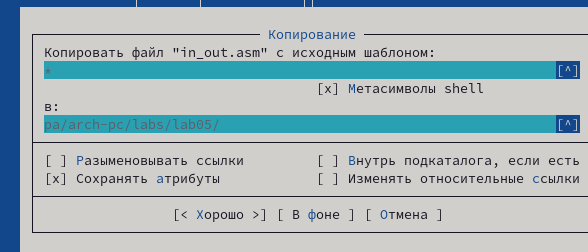 Копирование
Копировать файл "in_out.asm" с исходным шаблоном:
* [^]
[x] Метасимволы shell
в:
pa/arch-pc/labs/lab05/ [^]
[ ] Разыменовывать ссылки [ ] Внутрь подкаталога, если есть
[x] Сохранять атрибуты [ ] Изменять относительные ссылки
[< Хорошо >] [ В фоне ] [ Отмена ]